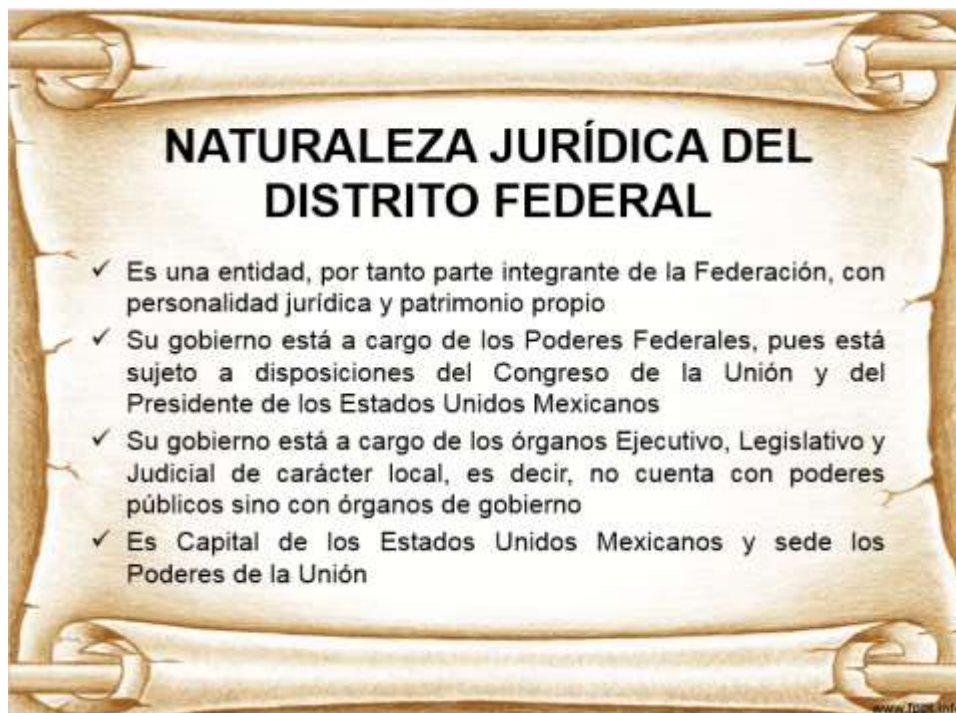 NATURALEZA JURÍDICA DEL
DISTRITO FEDERAL
✓ Es una entidad, por tanto parte integrante de la Federación, con
personalidad jurídica y patrimonio propio
✓ Su gobierno está a cargo de los Poderes Federales, pues está
sujeto a disposiciones del Congreso de la Unión y del
Presidente de los Estados Unidos Mexicanos
✓ Su gobierno está a cargo de los órganos Ejecutivo, Legislativo y
Judicial de carácter local, es decir, no cuenta con poderes
públicos sino con órganos de gobierno
✓ Es Capital de los Estados Unidos Mexicanos y sede los
Poderes de la Unión
www.fppt.info